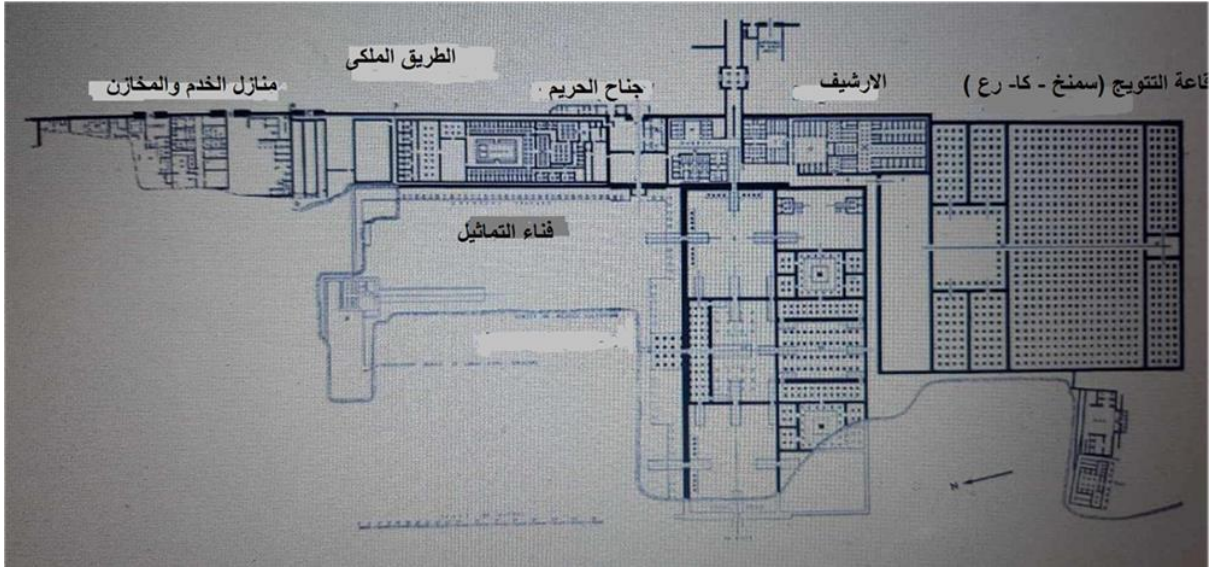 الطريق الملكى
منازل الخدم والمخازن
جناح الحريم
الارشيف
قاعة التتويج (سمنخ - كا- رع )
فناء التماثيل
N